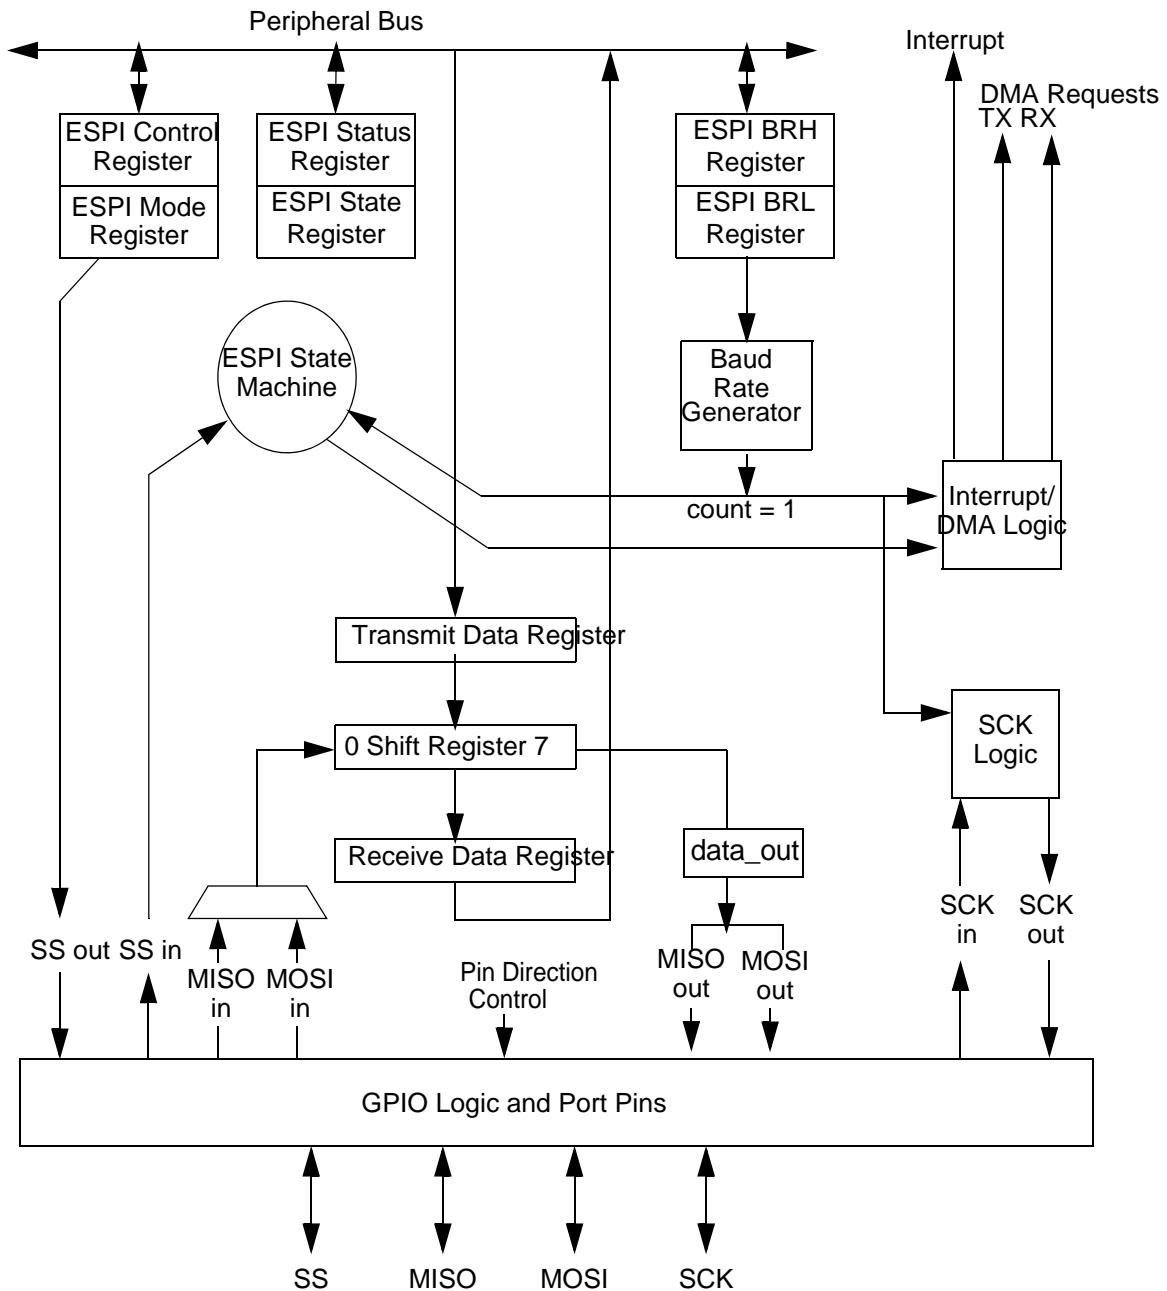 Peripheral Bus
Interrupt
DMA Requests
TX RX
ESPI Control
Register
ESPI Mode
Register
ESPI Status
Register
ESPI State
Register
ESPI BRH
Register
ESPI BRL
Register
ESPI State
Machine
Baud
Rate
Generator
count = 1
Interrupt/
DMA Logic
Transmit Data Register
0 Shift Register 7
Receive Data Register
data_out
SCK
Logic
SS out
SS in
MISO
in
MOSI
in
Pin Direction
Control
MISO
out
MOSI
out
SCK
in
SCK
out
GPIO Logic and Port Pins
SS
MISO
MOSI
SCK